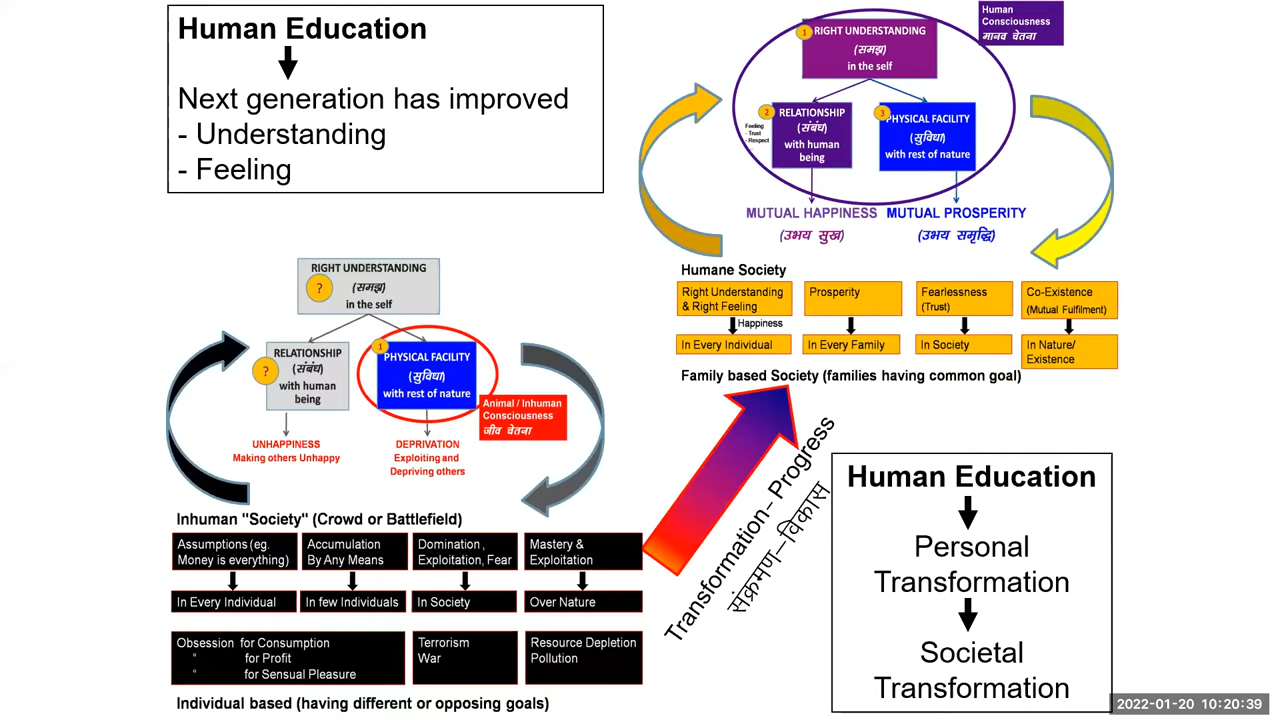 Human Education
Next generation has improved
- Understanding
- Feeling
Human
Consciousness
मानव चेतना
1
RIGHT UNDERSTANDING
(समझ)
in the self
2
RELATIONSHIP
(संबंध)
with human
being
Feeling
- Trust
- Respect
3
PHYSICAL FACILITY
(सुविधा)
with rest of nature
MUTUAL HAPPINESS
(उभय सुख)
MUTUAL PROSPERITY
(उभय समृद्धि)
Humane Society
Right Understanding
& Right Feeling
Happiness
In Every Individual
Prosperity
In Every Family
Fearlessness
(Trust)
In Society
Co-Existence
(Mutual Fulfilment)
In Nature/
Existence
Family based Society (families having common goal)
RIGHT UNDERSTANDING
?
(समझ)
in the self
?
RELATIONSHIP
(संबंध)
with human
being
1
PHYSICAL FACILITY
(सुविधा)
with rest of nature
Animal / Inhuman
Consciousness
जीव चेतना
UNHAPPINESS
Making others Unhappy
DEPRIVATION
Exploiting and
Depriving others
Inhuman "Society" (Crowd or Battlefield)
Assumptions (eg.
Money is everything)
In Every Individual
Accumulation
By Any Means
In few Individuals
Domination ,
Exploitation, Fear
In Society
Mastery &
Exploitation
Over Nature
Obsession for Consumption
" for Profit
" for Sensual Pleasure
Terrorism
War
Resource Depletion
Pollution
Individual based (having different or opposing goals)
Transformation– Progress
संक्रमण–विकास
Human Education
Personal
Transformation
Societal
Transformation
2022-01-20 10:20:39